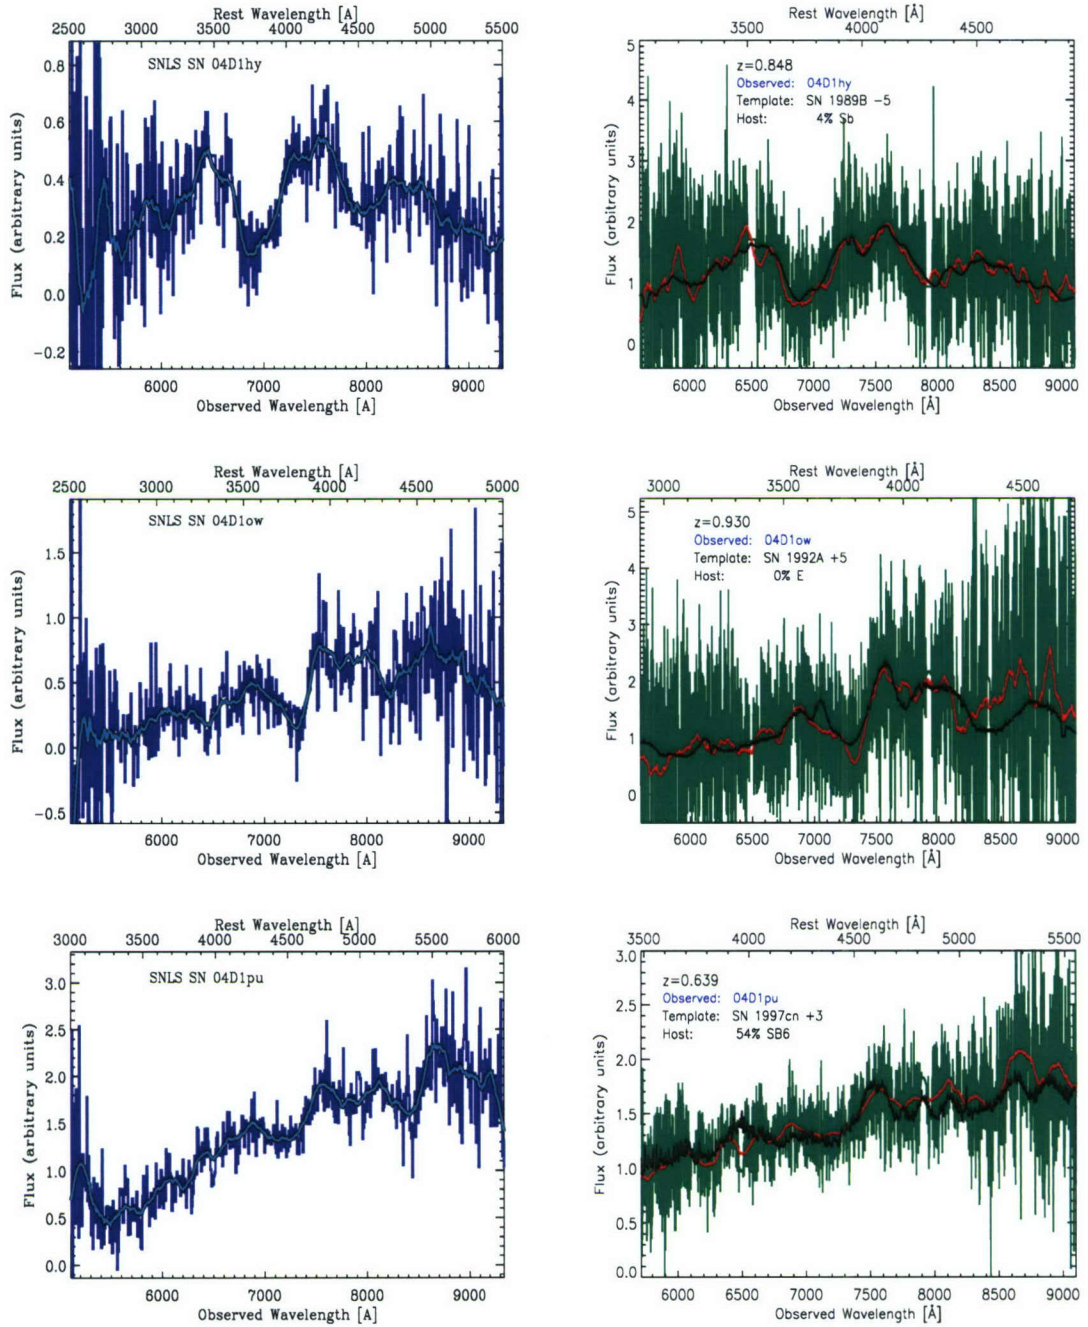 Rest Wavelength [A]
2500 3000 3500 4000 4500 5000 5500
SNLS SN 04D1hy
Flux (arbitrary units)
0.8
0.6
0.4
0.2
0.0
-0.2
6000 7000 8000 9000
Observed Wavelength [A]
Rest Wavelength [Å]
3500 4000 4500
z=0.848
Observed: 04D1hy
Template: SN 1989B -5
Host: 4% Sb
Flux (arbitrary units)
5
4
3
2
1
0
6000 6500 7000 7500 8000 8500 9000
Observed Wavelength [Å]
Rest Wavelength [A]
2500 3000 3500 4000 4500 5000
SNLS SN 04D1ow
Flux (arbitrary units)
1.5
1.0
0.5
0.0
-0.5
6000 7000 8000 9000
Observed Wavelength [A]
Rest Wavelength [Å]
3000 3500 4000 4500
z=0.930
Observed: 04D1ow
Template: SN 1992A +5
Host: 0% E
Flux (arbitrary units)
5
4
3
2
1
0
6000 6500 7000 7500 8000 8500 9000
Observed Wavelength [Å]
Rest Wavelength [A]
3000 3500 4000 4500 5000 5500 6000
SNLS SN 04D1pu
Flux (arbitrary units)
3.0
2.5
2.0
1.5
1.0
0.5
0.0
6000 7000 8000 9000
Observed Wavelength [A]
Rest Wavelength [Å]
3500 4000 4500 5000 5500
z=0.639
Observed: 04D1pu
Template: SN 1997cn +3
Host: 54% SB6
Flux (arbitrary units)
3.0
2.5
2.0
1.5
1.0
0.5
0.0
6000 6500 7000 7500 8000 8500 9000
Observed Wavelength [Å]